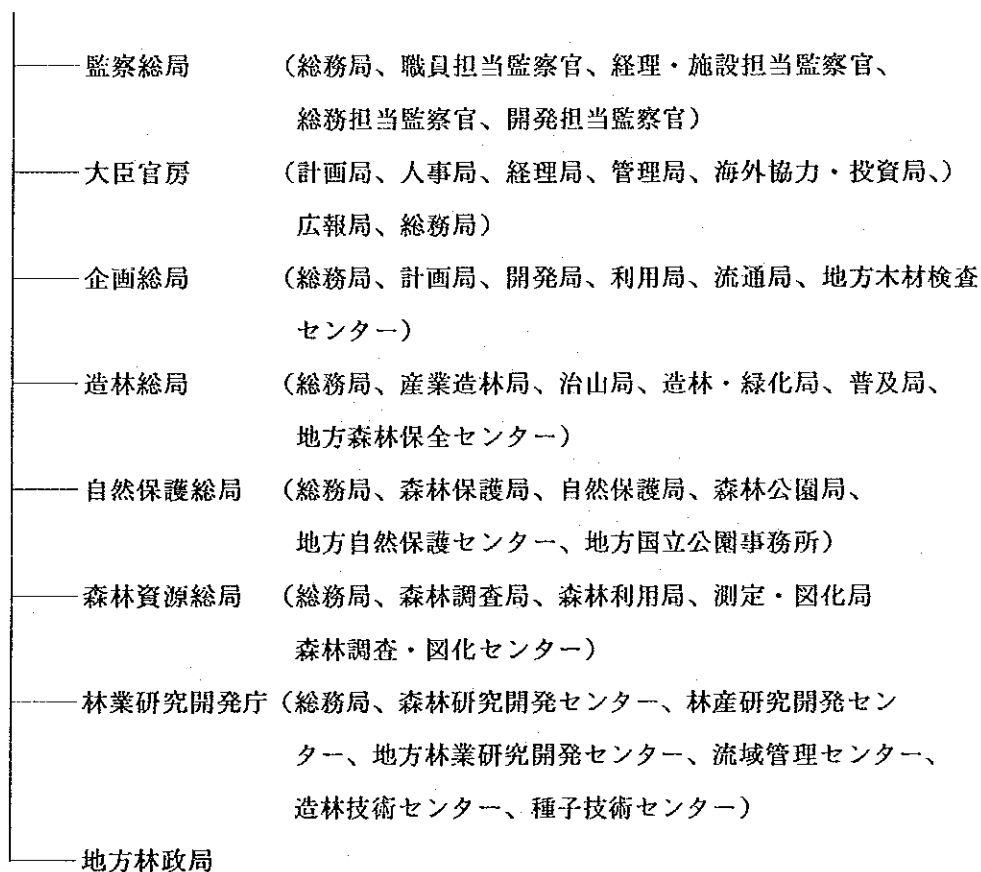 監察総局 （総務局、職員担当監察官、経理・施設担当監察官、
総務担当監察官、開発担当監察官）
大臣官房 （計画局、人事局、経理局、管理局、海外協力・投資局、）
広報局、総務局）
企画総局 （総務局、計画局、開発局、利用局、流通局、地方木材検査
センター）
造林総局 （総務局、産業造林局、治山局、造林・緑化局、普及局、
地方森林保全センター）
自然保護総局 （総務局、森林保護局、自然保護局、森林公園局、
地方自然保護センター、地方国立公園事務所）
森林資源総局 （総務局、森林調査局、森林利用局、測定・図化局
森林調査・図化センター）
林業研究開発庁 （総務局、森林研究開発センター、林産研究開発セン
ター、地方林業研究開発センター、流域管理センター、
造林技術センター、種子技術センター）
地方林政局